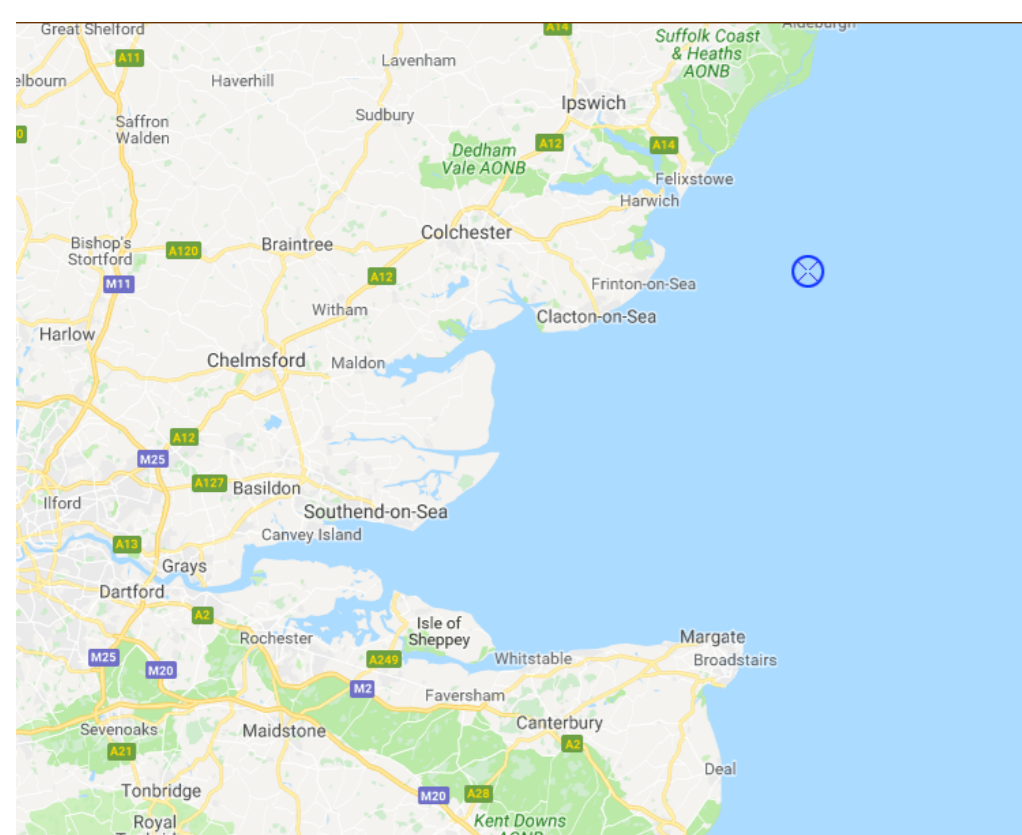 Great Shelford
A14
Aldeburgh
Suffolk Coast
& Heaths
AONB
A11
Lavenham
elbourn
Haverhill
Ipswich
Sudbury
Saffron
Walden
0
A12
A14
Dedham
Vale AONB
Felixstowe
Harwich
Colchester
Bishop's
Stortford
A120
Braintree
A12
M11
Frinton-on-Sea
Witham
Clacton-on-Sea
Harlow
Chelmsford
Maldon
A12
M25
A127
Basildon
Ilford
Southend-on-Sea
Canvey Island
A13
Grays
Dartford
A2
Isle of
Sheppey
Rochester
Margate
M25
A249
Whitstable
Broadstairs
M20
M2
Faversham
Sevenoaks
Maidstone
Canterbury
A2
A21
Deal
Tonbridge
M20
A28
Royal
Kent Downs
AONB